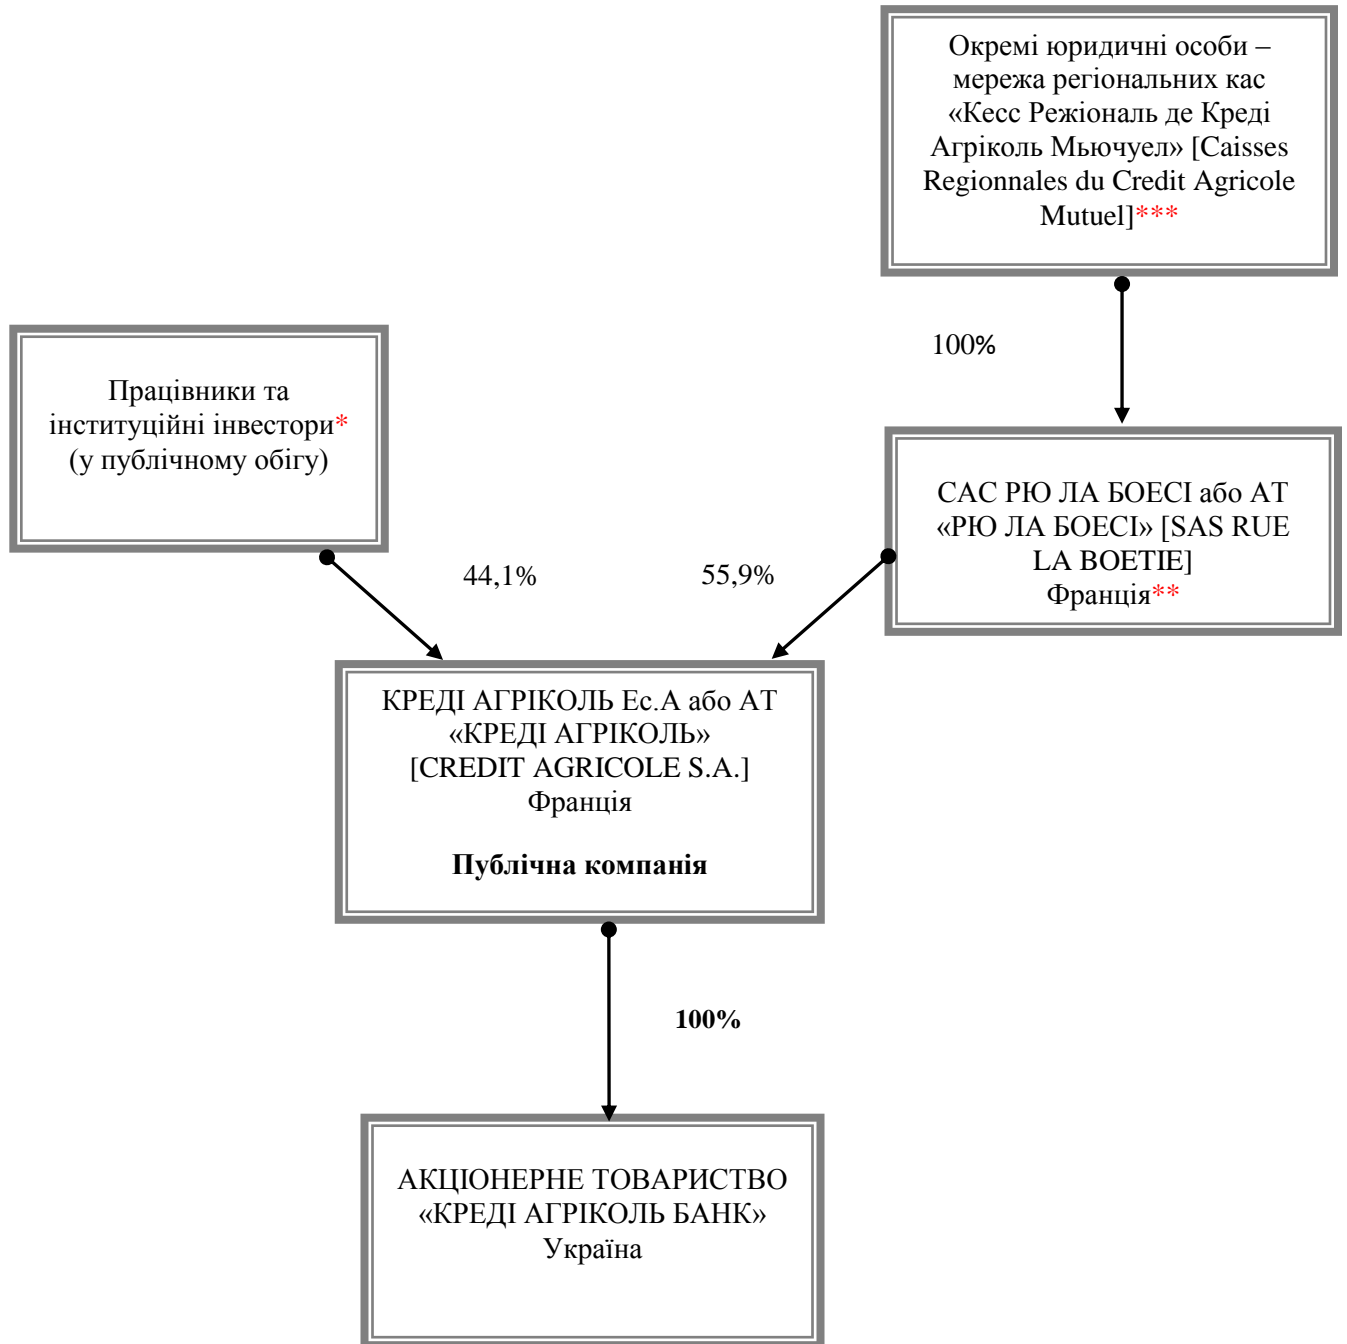 Окремі юридичні особи –
мережа регіональних кас
«Кесс Режіональ де Креді
Агріколь Мьючуел» [Caisses
Regionnales du Credit Agricole
Mutuel]***
100%
Працівники та
інституційні інвестори*
(у публічному обігу)
САС РЮ ЛА БОЕСІ або АТ
«РЮ ЛА БОЕСІ» [SAS RUE
LA BOETIE]
Франція**
44,1%
55,9%
КРЕДІ АГРІКОЛЬ Ес.А або АТ
«КРЕДІ АГРІКОЛЬ»
[CREDIT AGRICOLE S.A.]
Франція
Публічна компанія
100%
АКЦІОНЕРНЕ ТОВАРИСТВО
«КРЕДІ АГРІКОЛЬ БАНК»
Україна